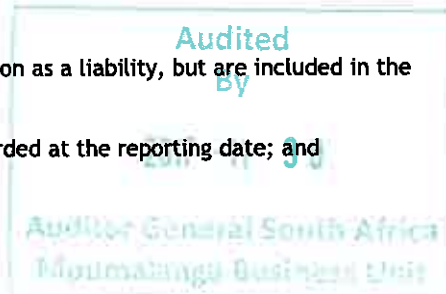 Audited
on as a liability, but are included in the
By
rded at the reporting date; and
Auditor General South Africa
Mpumalanga Business Unit